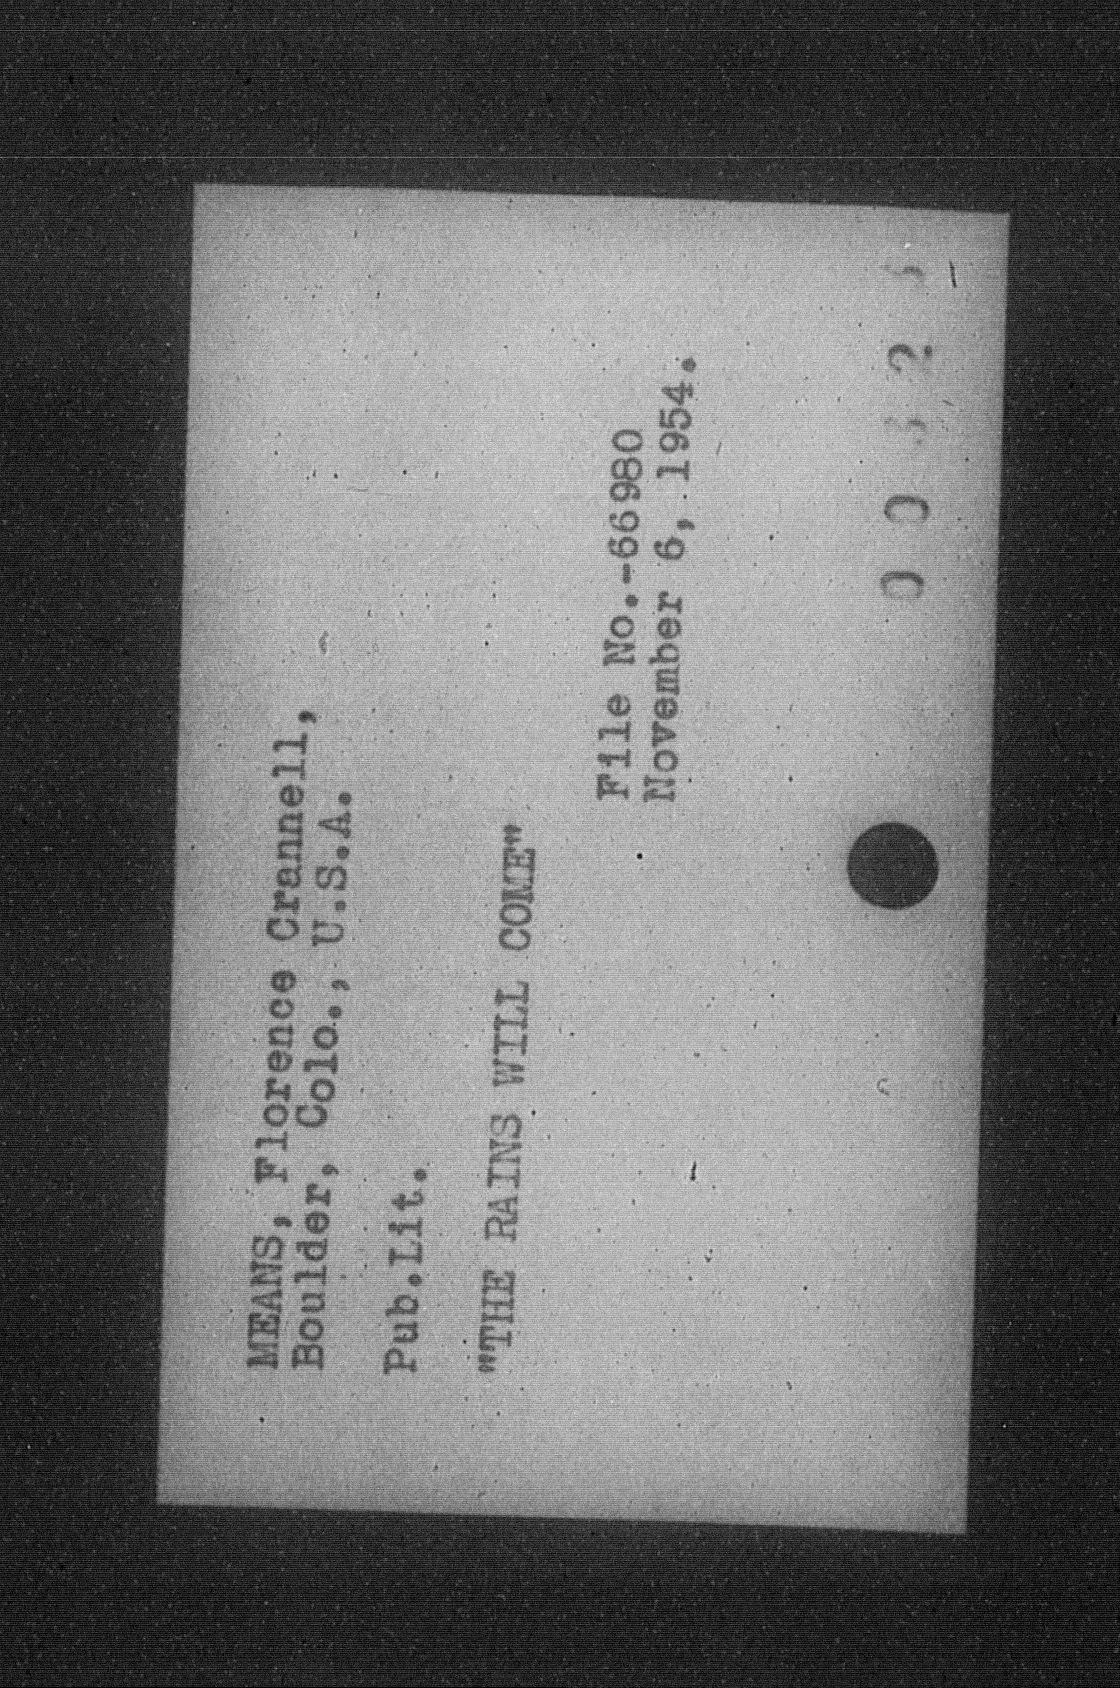 MEANS, Florence Crannell,
Boulder, Colo., U.S.A.
Pub.Lit.
"THE RAINS WILL COME"
File No.-66980
November 6, 1954.